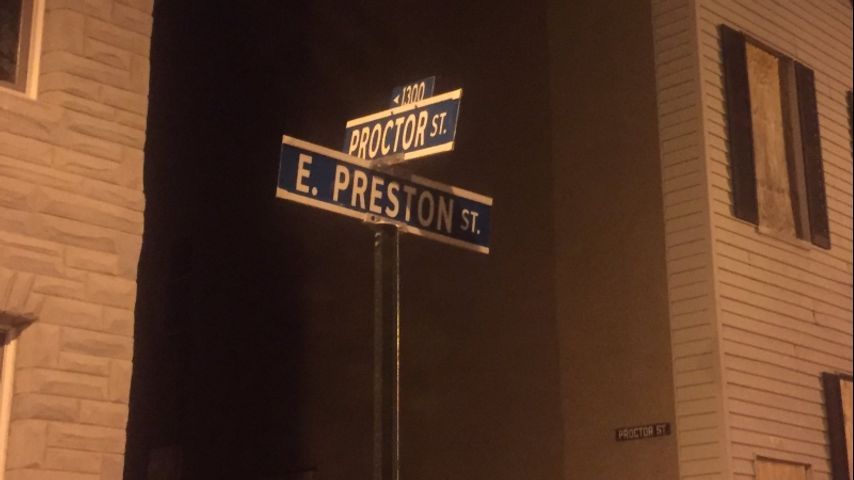 1300
PROCTOR ST.
E. PRESTON ST.
PROCTOR ST.